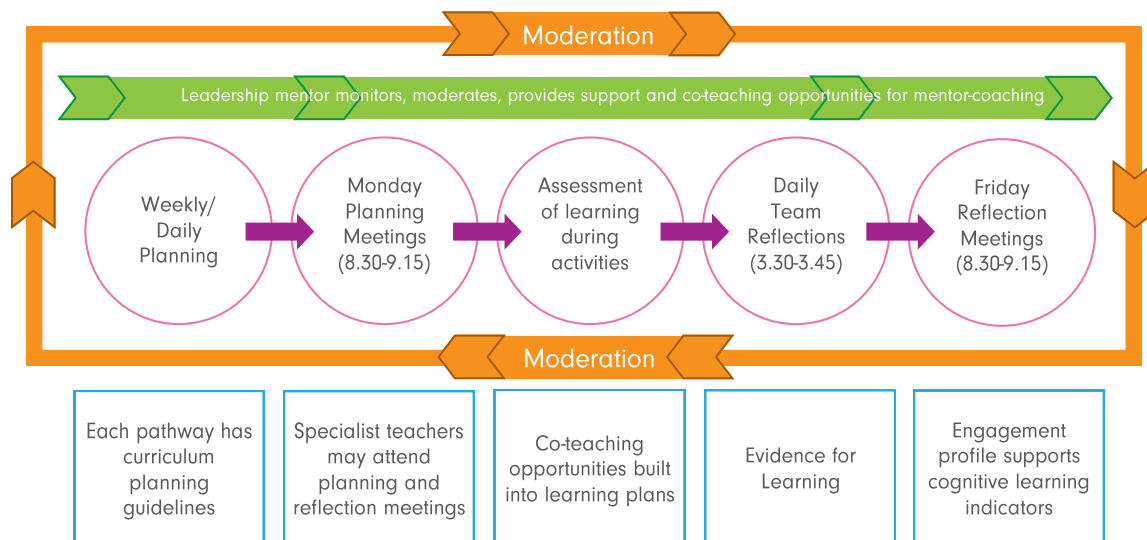 Moderation
Leadership mentor monitors, moderates, provides support and co-teaching opportunities for mentor-coaching
Weekly/
Daily
Planning
Monday
Planning
Meetings
(8.30-9.15)
Assessment
of learning
during
activities
Daily
Team
Reflections
(3.30-3.45)
Friday
Reflection
Meetings
(8.30-9.15)
Moderation
Each pathway has
curriculum
planning
guidelines
Specialist teachers
may attend
planning and
reflection meetings
Co-teaching
opportunities built
into learning plans
Evidence for
Learning
Engagement
profile supports
cognitive learning
indicators